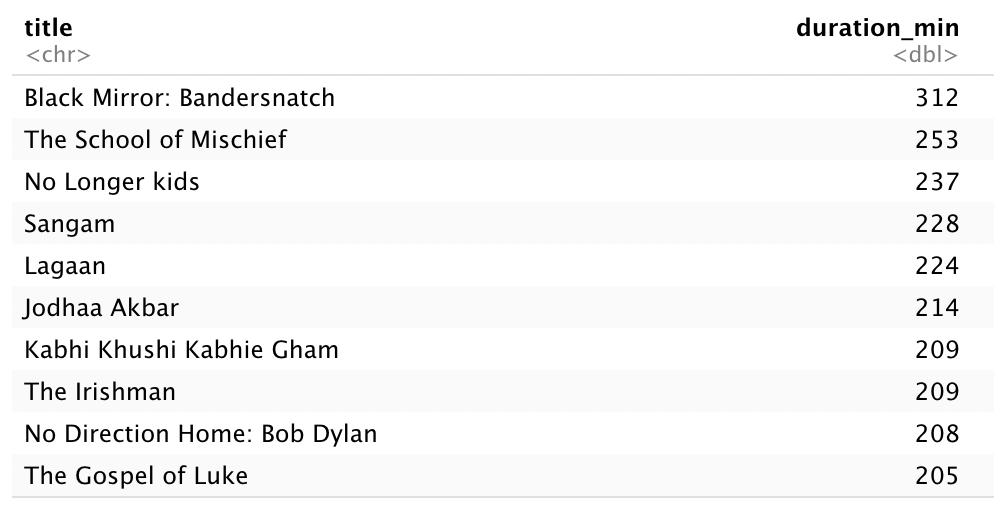 title duration_min
<chr> <dbl>
Black Mirror: Bandersnatch 312
The School of Mischief 253
No Longer kids 237
Sangam 228
Lagaan 224
Jodhaa Akbar 214
Kabhi Khushi Kabhie Gham 209
The Irishman 209
No Direction Home: Bob Dylan 208
The Gospel of Luke 205